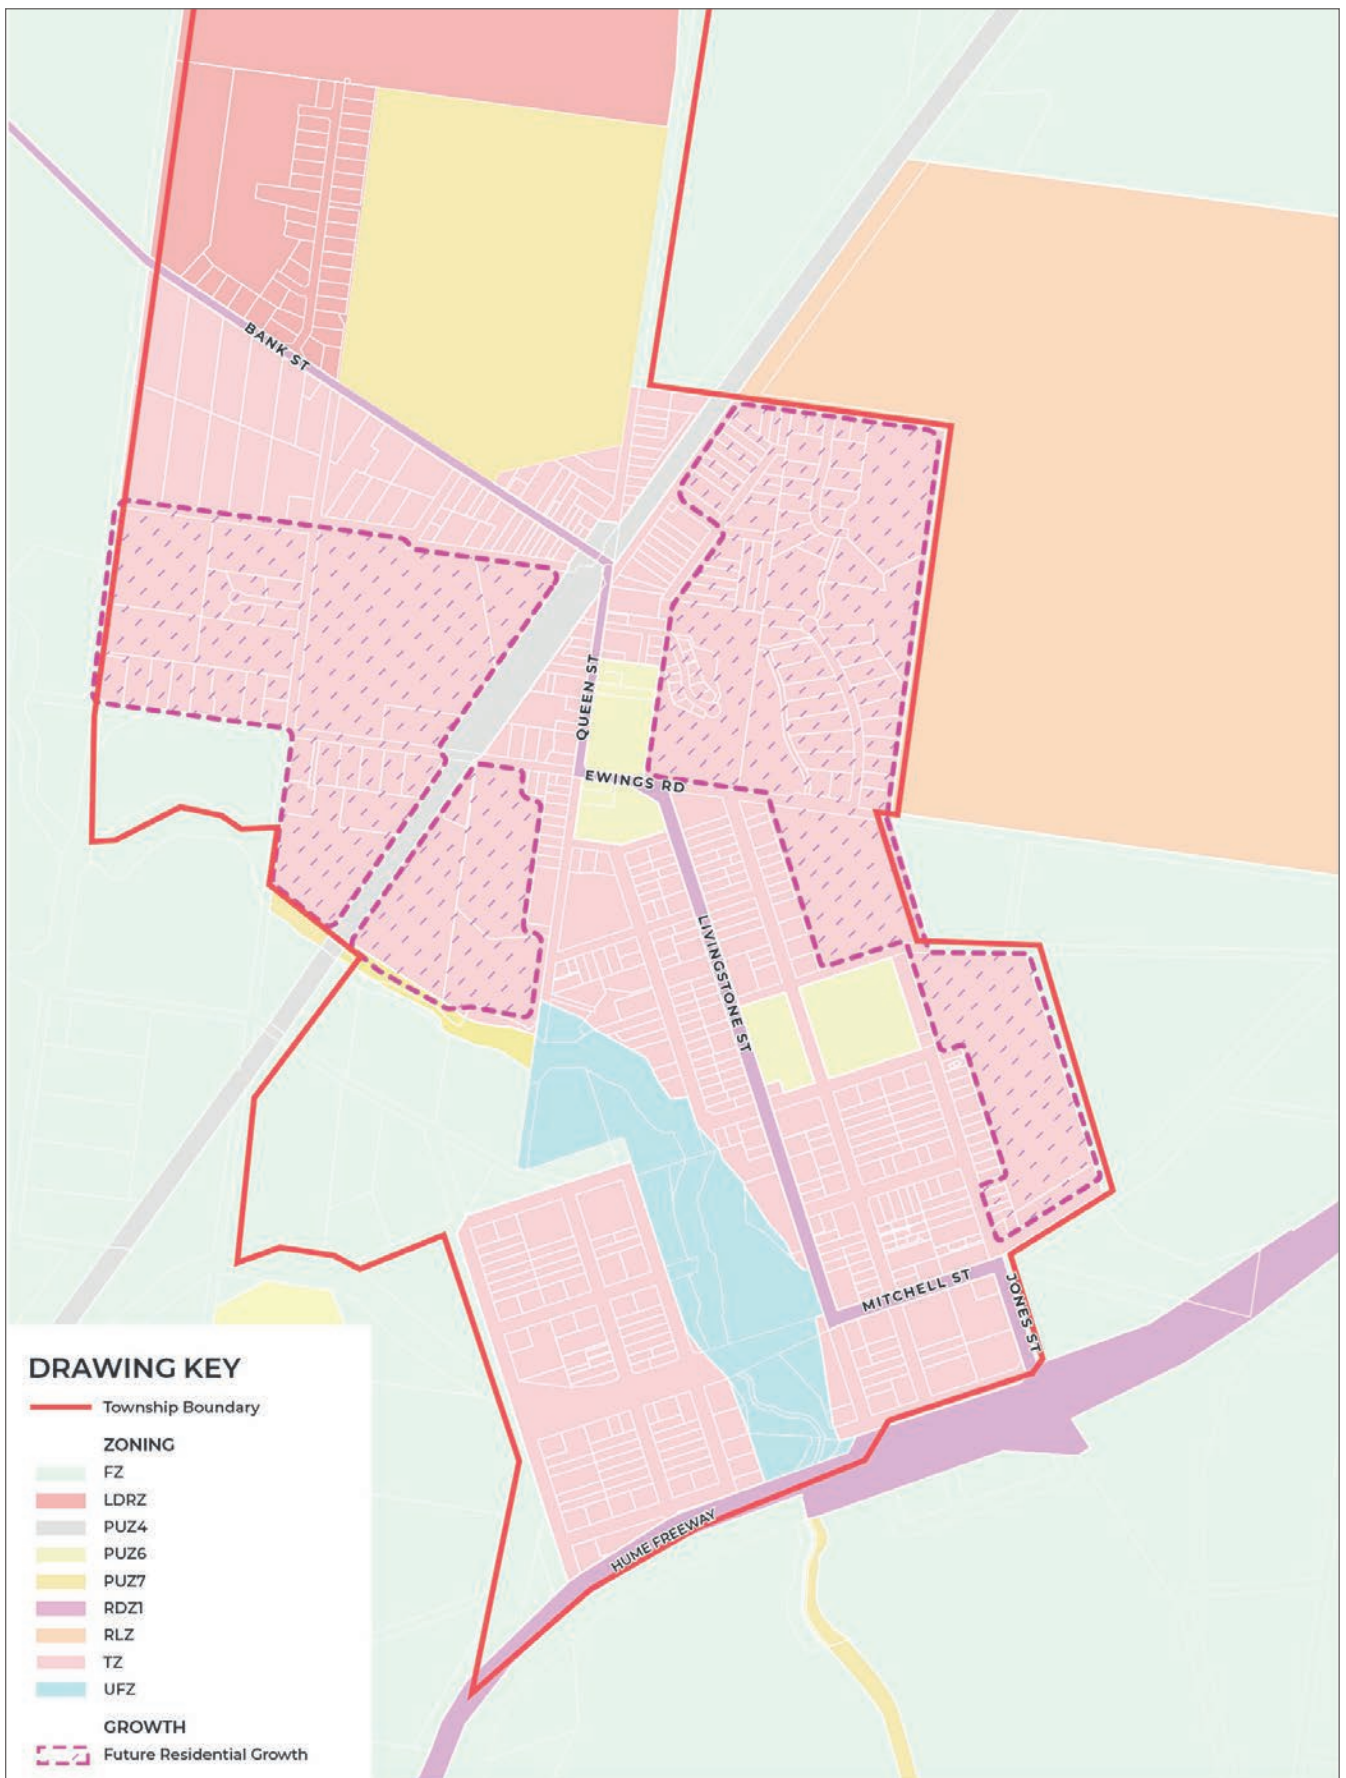 BANK ST
QUEEN ST
EWINGS RD
LIVINGSTONE ST
MITCHELL ST
JONES ST
HUME FREEWAY
DRAWING KEY
Township Boundary
ZONING
FZ
LDRZ
PUZ4
PUZ6
PUZ7
RDZ1
RLZ
TZ
UFZ
GROWTH
Future Residential Growth